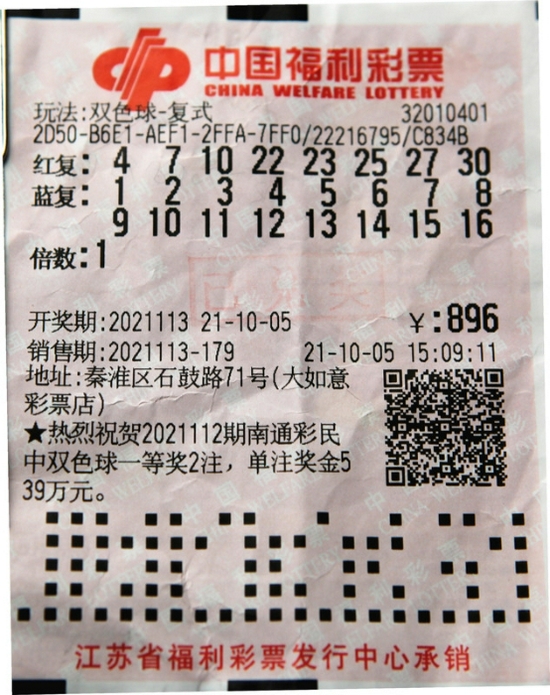 中国福利彩票
CHINA WELFARE LOTTERY
玩法:双色球-复式 32010401
2D50-B6E1-AEF1-2FFA-7FF0/22216795/C834B
红复: 4 7 10 22 23 25 27 30
蓝复: 1 2 3 4 5 6 7 8
9 10 11 12 13 14 15 16
倍数:1
已兑奖
开奖期:2021113 21-10-05 ¥:896
销售期:2021113-179 21-10-05 15:09:11
地址:秦淮区石鼓路71号(大如意
彩票店)
★热烈祝贺2021112期南通彩民
中双色球一等奖2注，单注奖金5
39万元。
江苏省福利彩票发行中心承销